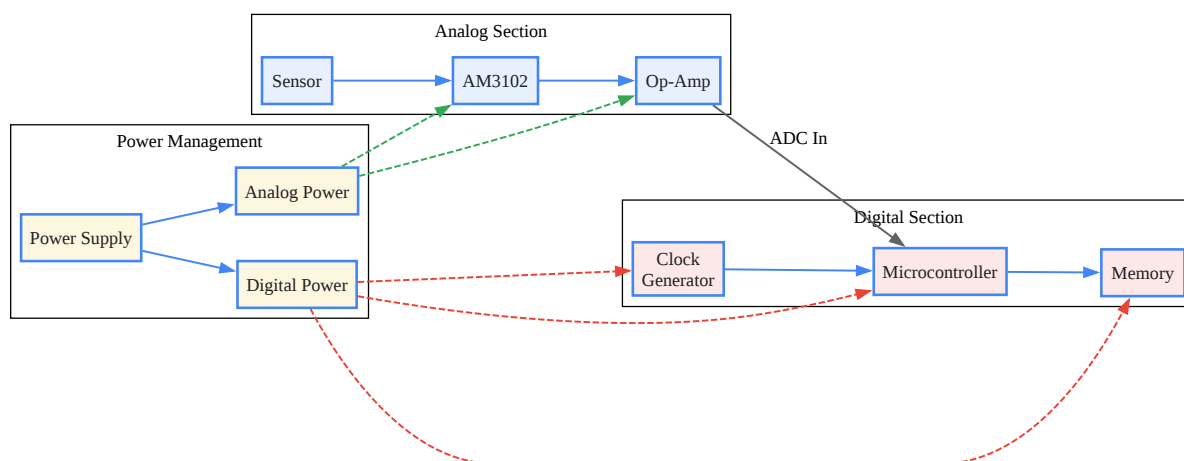 Analog Section
Sensor
AM3102
Op-Amp
ADC In
Power Management
Analog Power
Power Supply
Digital Power
Digital Section
Clock
Generator
Microcontroller
Memory